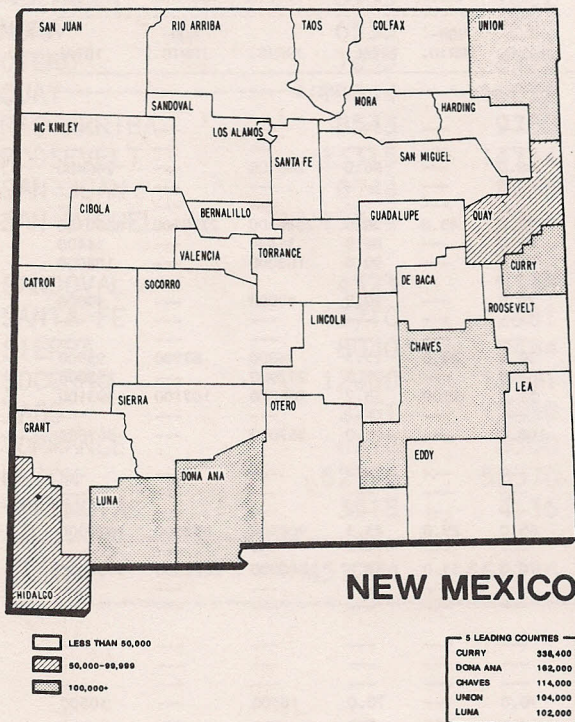 SAN JUAN
RIO ARRIBA
TAOS
COLFAX
UNION
SANDOVAL
MORA
HARDING
MC KINLEY
LOS ALAMOS
SANTA FE
SAN MIGUEL
CIBOLA
BERNALILLO
GUADALUPE
QUAY
VALENCIA
TORRANCE
CURRY
CATRON
SOCORRO
DE BACA
LINCOLN
ROOSEVELT
CHAVES
SIERRA
OTERO
LEA
GRANT
EDDY
LUNA
DONA ANA
HIDALGO
NEW MEXICO
LESS THAN 50,000
50,000-99,999
100,000+
5 LEADING COUNTIES
CURRY 338,400
DONA ANA 162,000
CHAVES 114,000
UNION 104,000
LUNA 102,000